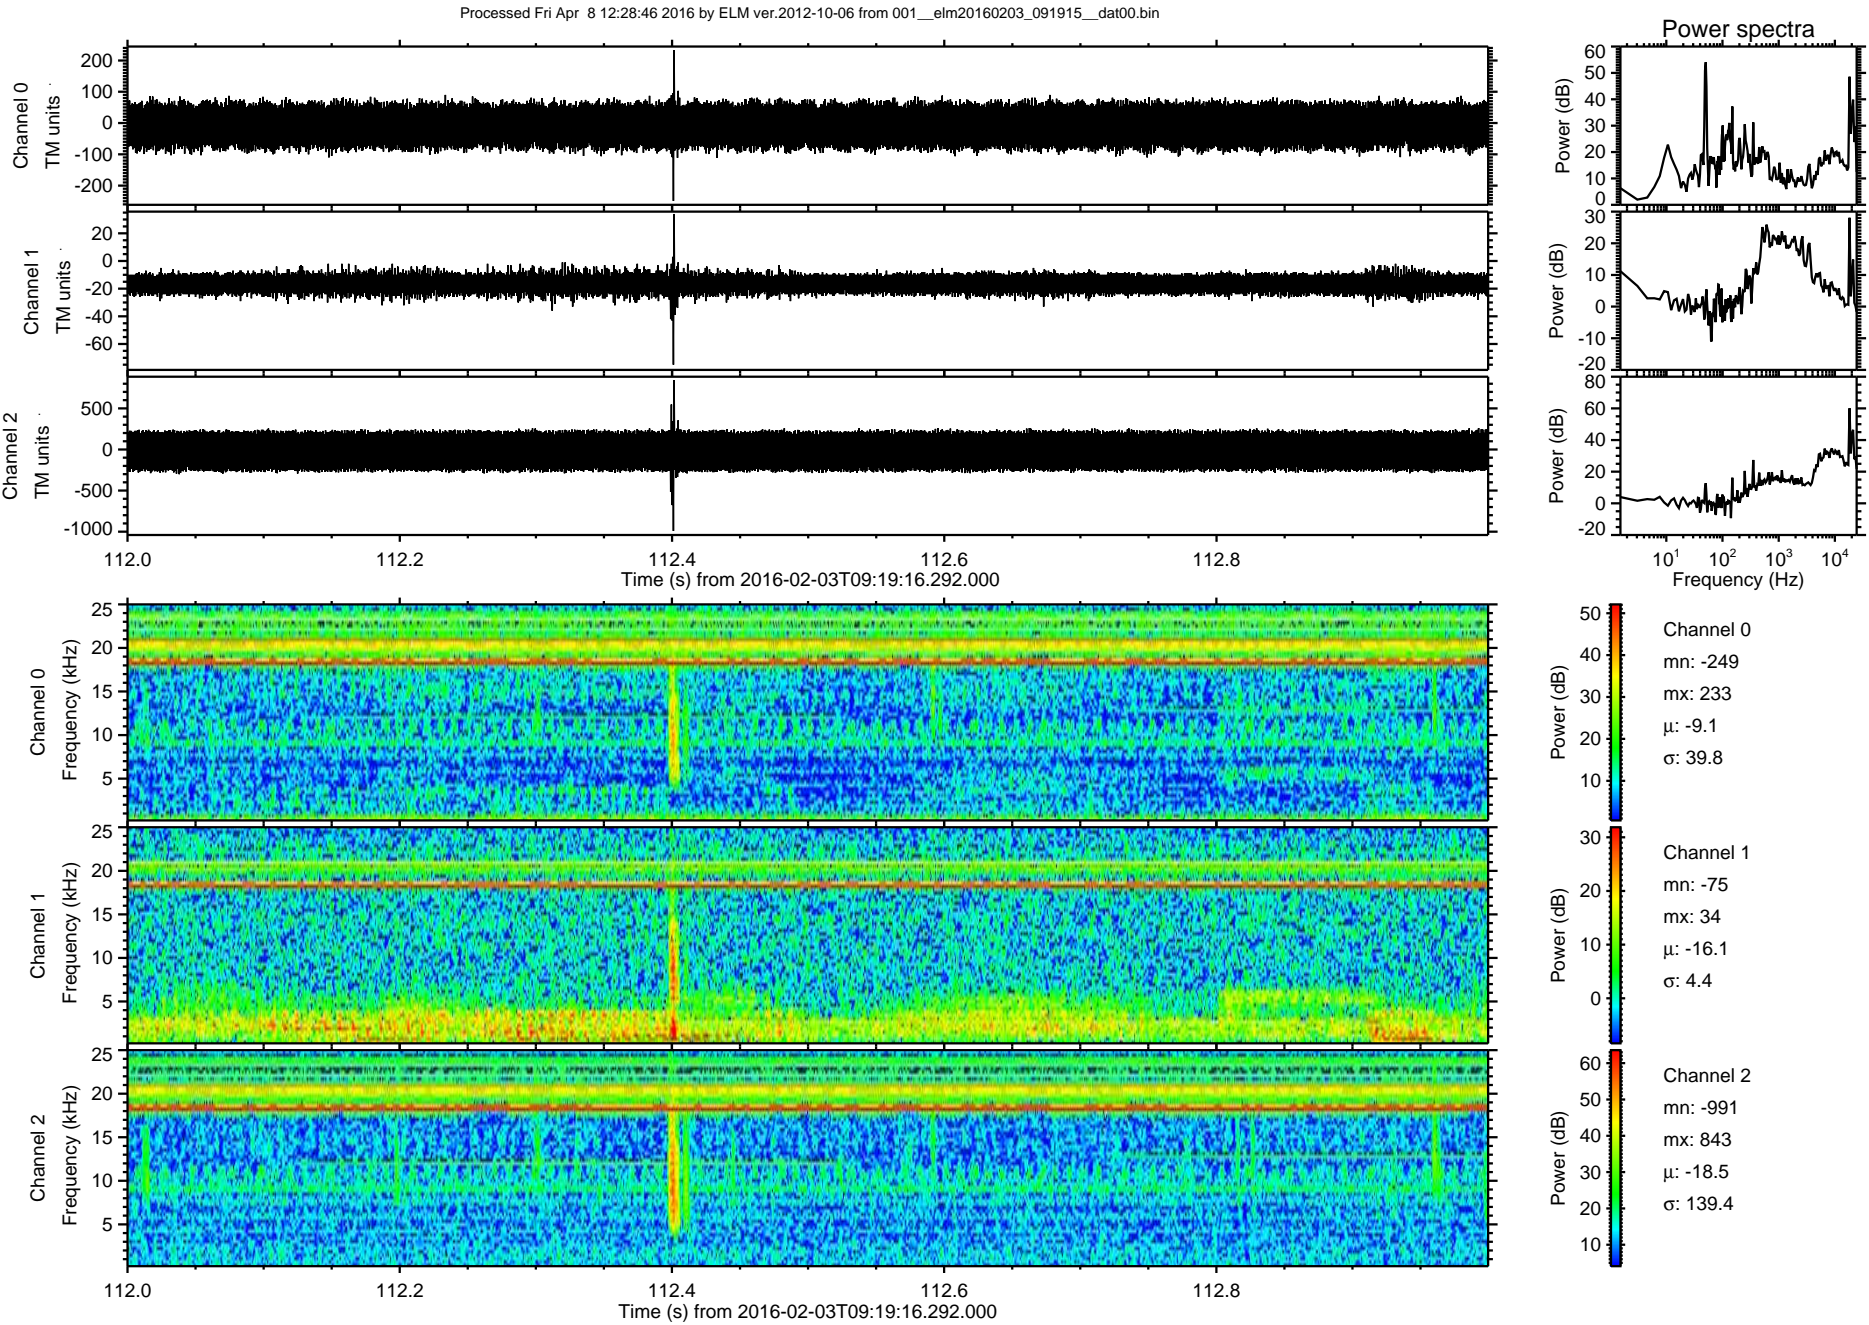 Processed Fri Apr  8 12:28:46 2016 by ELM ver.2012-10-06 from 001__elm20160203_091915__dat00.bin
Power spectra
Channel 0
TM units
200
100
0
-100
-200
Power (dB)
60
50
40
30
20
10
0
Channel 1
TM units
20
0
-20
-40
-60
Power (dB)
30
20
10
0
-10
-20
Channel 2
TM units
500
0
-500
-1000
Power (dB)
80
60
40
20
0
-20
112.0
112.2
112.4
112.6
112.8
Time (s) from 2016-02-03T09:19:16.292.000
10^1
10^2
10^3
10^4
Frequency (Hz)
Channel 0
Frequency (kHz)
25
20
15
10
5
Power (dB)
50
40
30
20
10
Channel 0
mn: -249
mx: 233
µ: -9.1
σ: 39.8
Channel 1
Frequency (kHz)
25
20
15
10
5
Power (dB)
30
20
10
0
Channel 1
mn: -75
mx: 34
µ: -16.1
σ: 4.4
Channel 2
Frequency (kHz)
25
20
15
10
5
Power (dB)
60
50
40
30
20
10
Channel 2
mn: -991
mx: 843
µ: -18.5
σ: 139.4
112.0
112.2
112.4
112.6
112.8
Time (s) from 2016-02-03T09:19:16.292.000